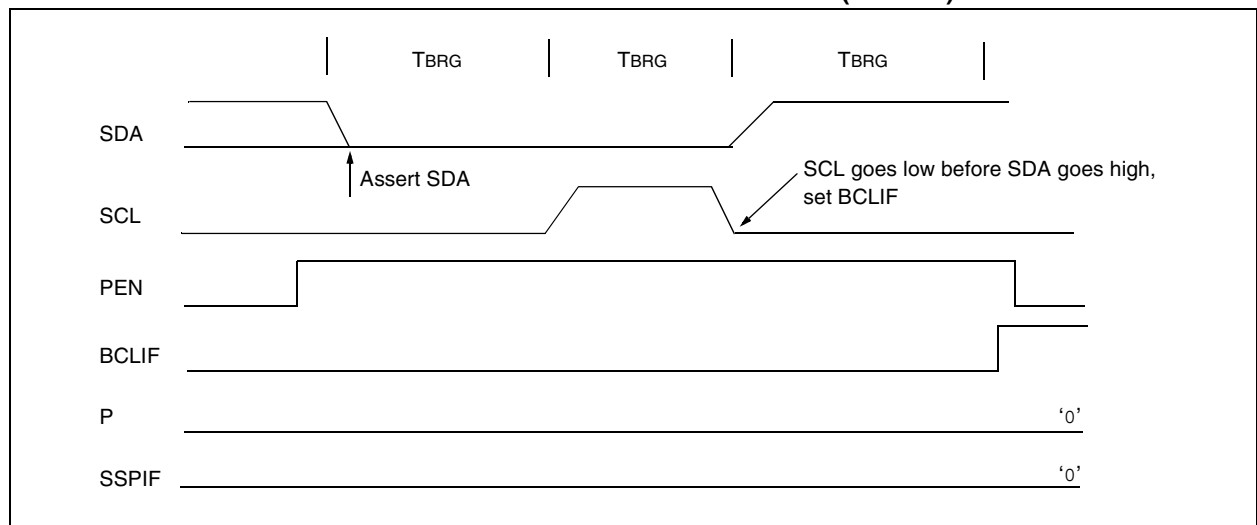 TBRG TBRG TBRG
SDA
Assert SDA
SCL goes low before SDA goes high,
set BCLIF
SCL
PEN
BCLIF
P
‘0’
SSPIF
‘0’